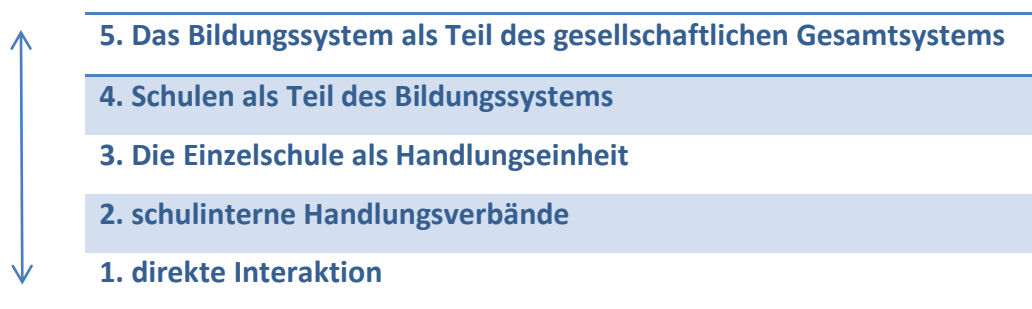 5. Das Bildungssystem als Teil des gesellschaftlichen Gesamtsystems
4. Schulen als Teil des Bildungssystems
3. Die Einzelschule als Handlungseinheit
2. schulinterne Handlungsverbände
1. direkte Interaktion